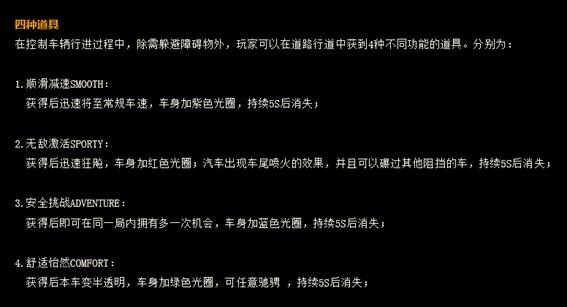 四种道具
在控制车辆行进过程中，除需躲避障碍物外，玩家可以在道路行道中获到4种不同功能的道具。分别为：
1.顺滑减速SMOOTH：
获得后迅速将至常规车速，车身加紫色光圈，持续5S后消失；
2.无敌激活SPORTY：
获得后迅速狂飚，车身加红色光圈；汽车出现车尾喷火的效果，并且可以碾过其他阻挡的车，持续5S后消失；
3.安全挑战ADVENTURE：
获得后即可在同一局内拥有多一次机会，车身加蓝色光圈，持续5S后消失；
4.舒适怡然COMFORT：
获得后本车变半透明，车身加绿色光圈，可任意驰骋 ，持续5S后消失；